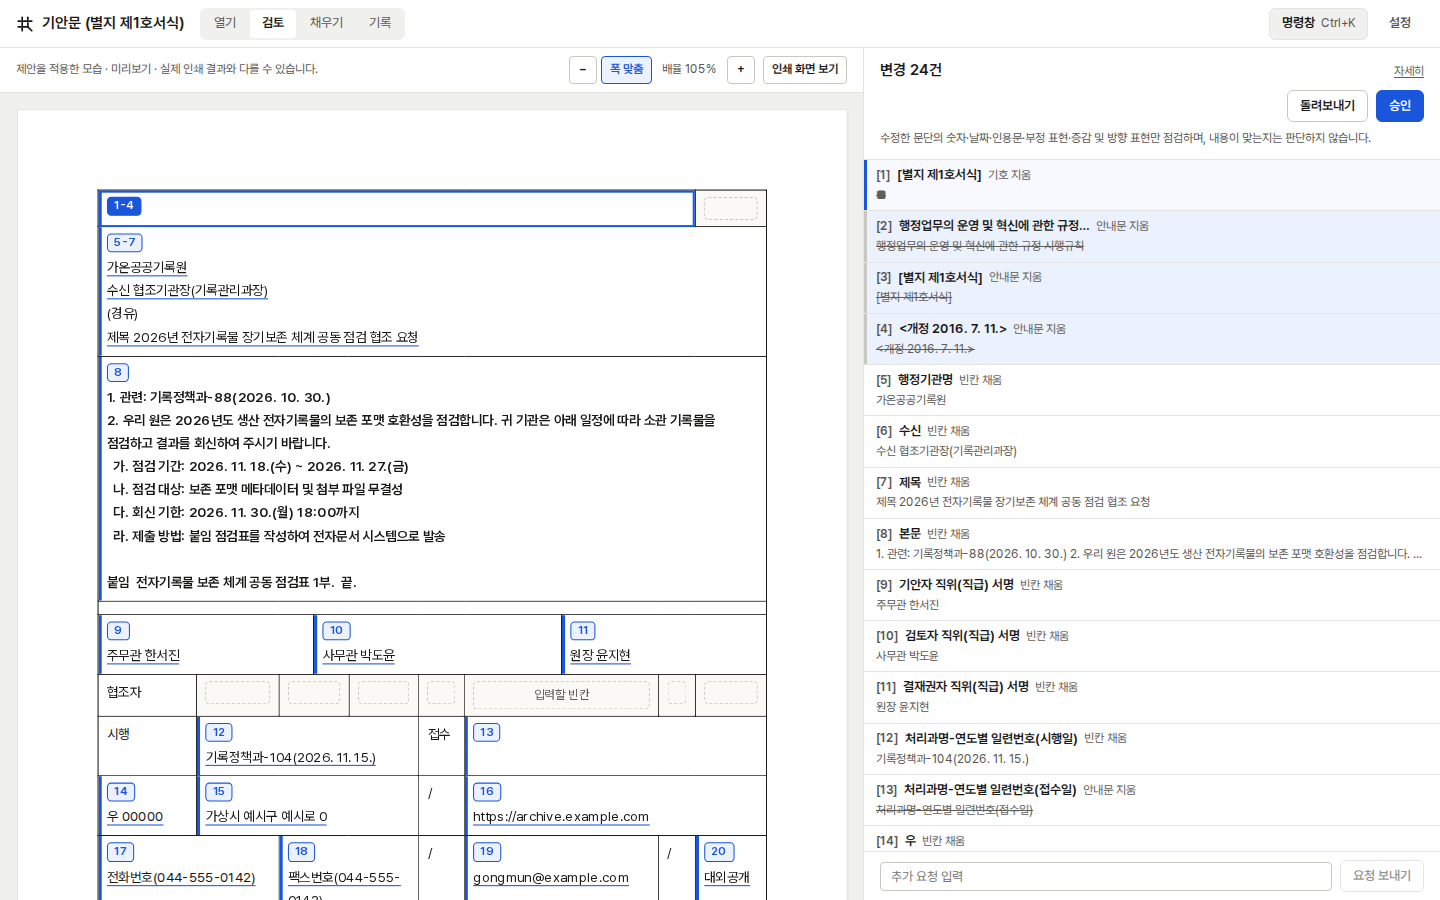 기안문 (별지 제1호서식)
열기 검토 채우기 기록
명령창 Ctrl+K 설정
제안을 적용한 모습 · 미리보기 · 실제 인쇄 결과와 다를 수 있습니다.
− 폭 맞춤 배율 105% + 인쇄 화면 보기
1-4
5-7
가온공공기록원
수신 협조기관장(기록관리과장)
(경유)
제목 2026년 전자기록물 장기보존 체계 공동 점검 협조 요청
8
1. 관련: 기록정책과-88(2026. 10. 30.)
2. 우리 원은 2026년도 생산 전자기록물의 보존 포맷 호환성을 점검합니다. 귀 기관은 아래 일정에 따라 소관 기록물을
점검하고 결과를 회신하여 주시기 바랍니다.
가. 점검 기간: 2026. 11. 18.(수) ~ 2026. 11. 27.(금)
나. 점검 대상: 보존 포맷 메타데이터 및 첨부 파일 무결성
다. 회신 기한: 2026. 11. 30.(월) 18:00까지
라. 제출 방법: 붙임 점검표를 작성하여 전자문서 시스템으로 발송
붙임 전자기록물 보존 체계 공동 점검표 1부. 끝.
9 10 11
주무관 한서진 사무관 박도윤 원장 윤지현
협조자 입력할 빈칸
시행 12 접수 13
기록정책과-104(2026. 11. 15.)
14 15 / 16
우 00000 가상시 예시구 예시로 0 https://archive.example.com
17 18 / 19 / 20
전화번호(044-555-0142) 팩스번호(044-555- gongmun@example.com 대외공개
0143)
변경 24건 자세히
돌려보내기 승인
수정한 문단의 숫자·날짜·인용문·부정 표현·증감 및 방향 표현만 점검하며, 내용이 맞는지는 판단하지 않습니다.
[1] [별지 제1호서식] 기호 지움
[2] 행정업무의 운영 및 혁신에 관한 규정... 안내문 지움
행정업무의 운영 및 혁신에 관한 규정 시행규칙
[3] [별지 제1호서식] 안내문 지움
[별지 제1호서식]
[4] <개정 2016. 7. 11.> 안내문 지움
<개정 2016. 7. 11.>
[5] 행정기관명 빈칸 채움
가온공공기록원
[6] 수신 빈칸 채움
수신 협조기관장(기록관리과장)
[7] 제목 빈칸 채움
제목 2026년 전자기록물 장기보존 체계 공동 점검 협조 요청
[8] 본문 빈칸 채움
1. 관련: 기록정책과-88(2026. 10. 30.) 2. 우리 원은 2026년도 생산 전자기록물의 보존 포맷 호환성을 점검합니다. ...
[9] 기안자 직위(직급) 서명 빈칸 채움
주무관 한서진
[10] 검토자 직위(직급) 서명 빈칸 채움
사무관 박도윤
[11] 결재권자 직위(직급) 서명 빈칸 채움
원장 윤지현
[12] 처리과명-연도별 일련번호(시행일) 빈칸 채움
기록정책과-104(2026. 11. 15.)
[13] 처리과명-연도별 일련번호(접수일) 안내문 지움
처리과명-연도별 일련번호(접수일)
[14] 우 빈칸 채움
추가 요청 입력 요청 보내기